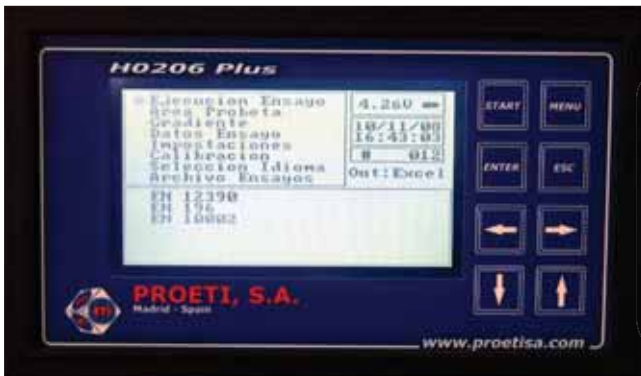 H0206 Plus
Ejecucion Ensayo
Area Probeta
Gradiente
Datos Ensayo
Impostaciones
Calibracion
Seleccion Idioma
Archivo Ensayos
4.26V
10/11/08
16:43:03
# 012
Out:Excel
EN 12390
EN 196
EN 10002
START MENU
ENTER ESC
PROETI, S.A.
Madrid - Spain
www.proetisa.com